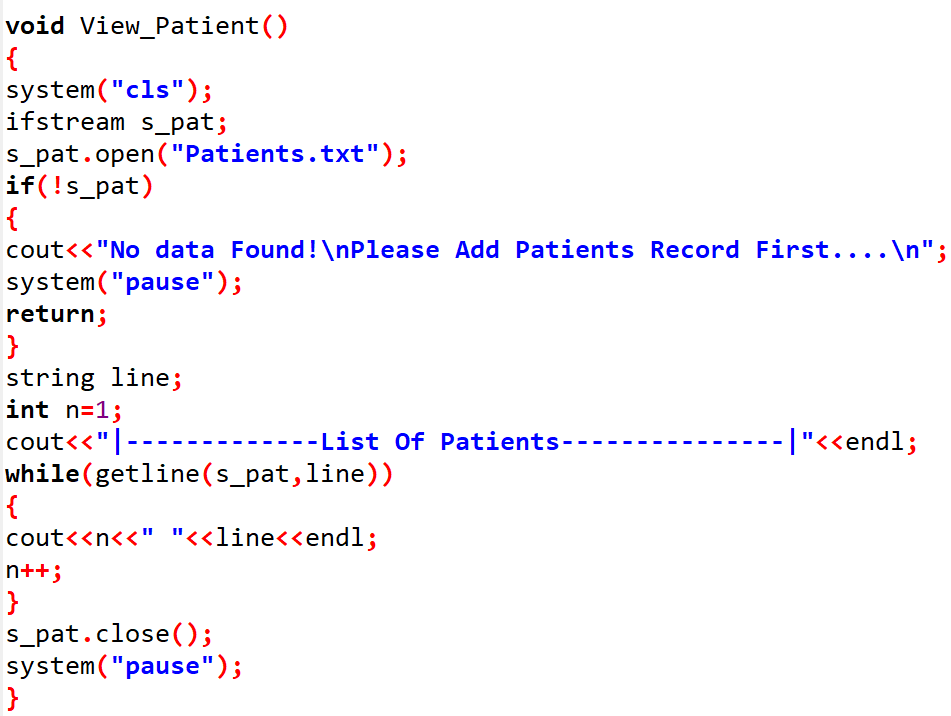 void View_Patient()
{
system("cls");
ifstream s_pat;
s_pat.open("Patients.txt");
if(!s_pat)
{
cout<<"No data Found!\nPlease Add Patients Record First....\n";
system("pause");
return;
}
string line;
int n=1;
cout<<"|-------------List Of Patients---------------|"<<endl;
while(getline(s_pat,line))
{
cout<<n<<" "<<line<<endl;
n++;
}
s_pat.close();
system("pause");
}